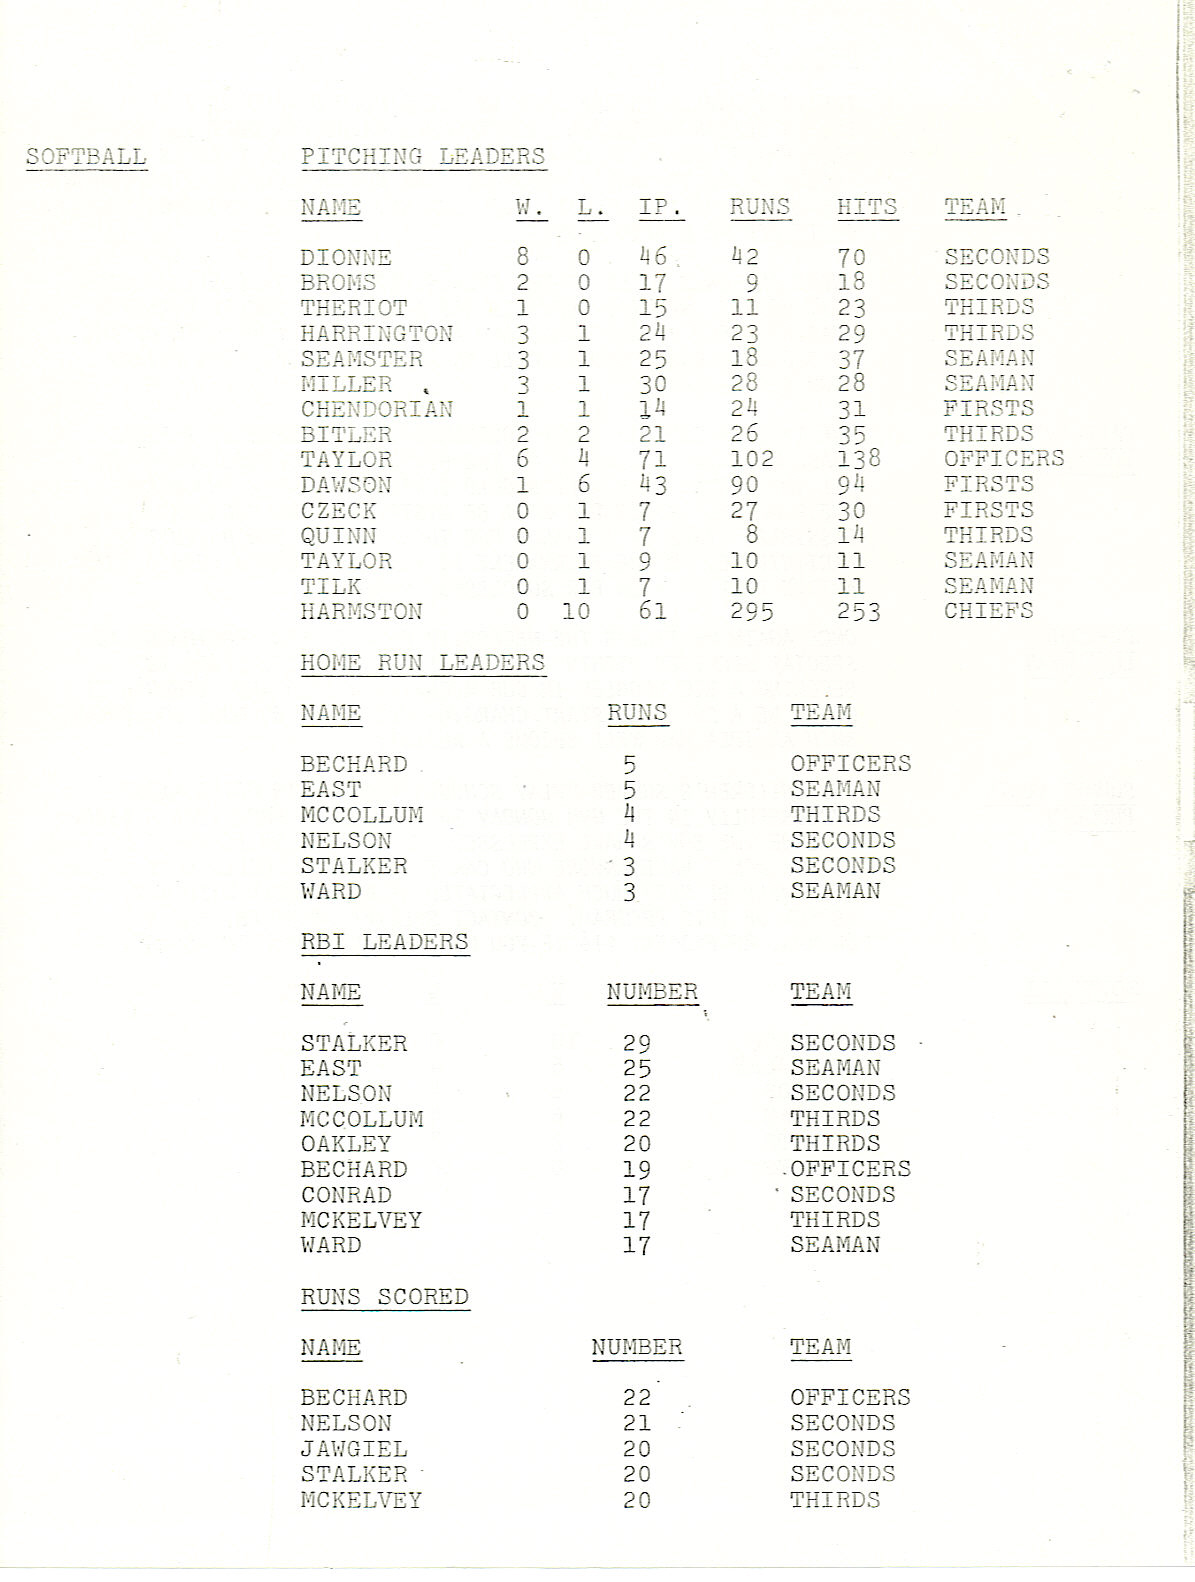 SOFTBALL PITCHING LEADERS
NAME W. L. IP. RUNS HITS TEAM
DIONNE 8 0 46 42 70 SECONDS
BROMS 2 0 17 9 18 SECONDS
THERIOT 1 0 15 11 23 THIRDS
HARRINGTON 3 1 24 23 29 THIRDS
SEAMSTER 3 1 25 18 37 SEAMAN
MILLER 3 1 30 28 28 SEAMAN
CHENDORIAN 1 1 14 24 31 FIRSTS
BITLER 2 2 21 26 35 THIRDS
TAYLOR 6 4 71 102 138 OFFICERS
DAWSON 1 6 43 90 94 FIRSTS
CZECK 0 1 7 27 30 FIRSTS
QUINN 0 1 7 8 14 THIRDS
TAYLOR 0 1 9 10 11 SEAMAN
TILK 0 1 7 10 11 SEAMAN
HARMSTON 0 10 61 295 253 CHIEFS
HOME RUN LEADERS
NAME RUNS TEAM
BECHARD 5 OFFICERS
EAST 5 SEAMAN
MCCOLLUM 4 THIRDS
NELSON 4 SECONDS
STALKER 3 SECONDS
WARD 3 SEAMAN
RBI LEADERS
NAME NUMBER TEAM
STALKER 29 SECONDS
EAST 25 SEAMAN
NELSON 22 SECONDS
MCCOLLUM 22 THIRDS
OAKLEY 20 THIRDS
BECHARD 19 OFFICERS
CONRAD 17 SECONDS
MCKELVEY 17 THIRDS
WARD 17 SEAMAN
RUNS SCORED
NAME NUMBER TEAM
BECHARD 22 OFFICERS
NELSON 21 SECONDS
JAWGIEL 20 SECONDS
STALKER 20 SECONDS
MCKELVEY 20 THIRDS